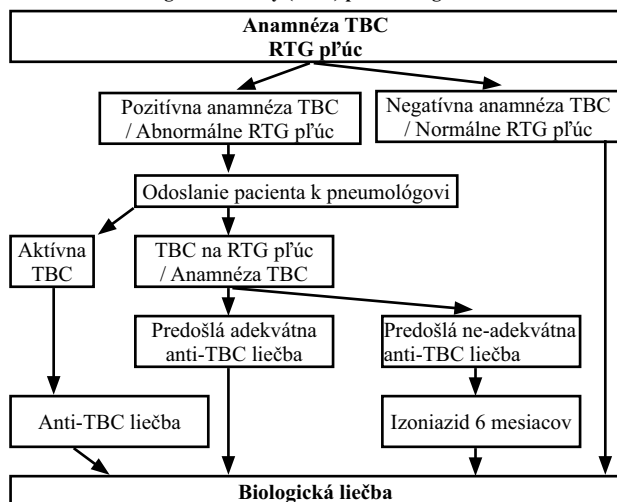 Anamnéza TBC
RTG pľúc
Pozitívna anamnéza TBC
/ Abnormálne RTG pľúc
Negatívna anamnéza TBC
/ Normálne RTG pľúc
Odoslanie pacienta k pneumológovi
Aktívna
TBC
TBC na RTG pľúc
/ Anamnéza TBC
Predošlá adekvátna
anti-TBC liečba
Predošlá ne-adekvátna
anti-TBC liečba
Anti-TBC liečba
Izoniazid 6 mesiacov
Biologická liečba